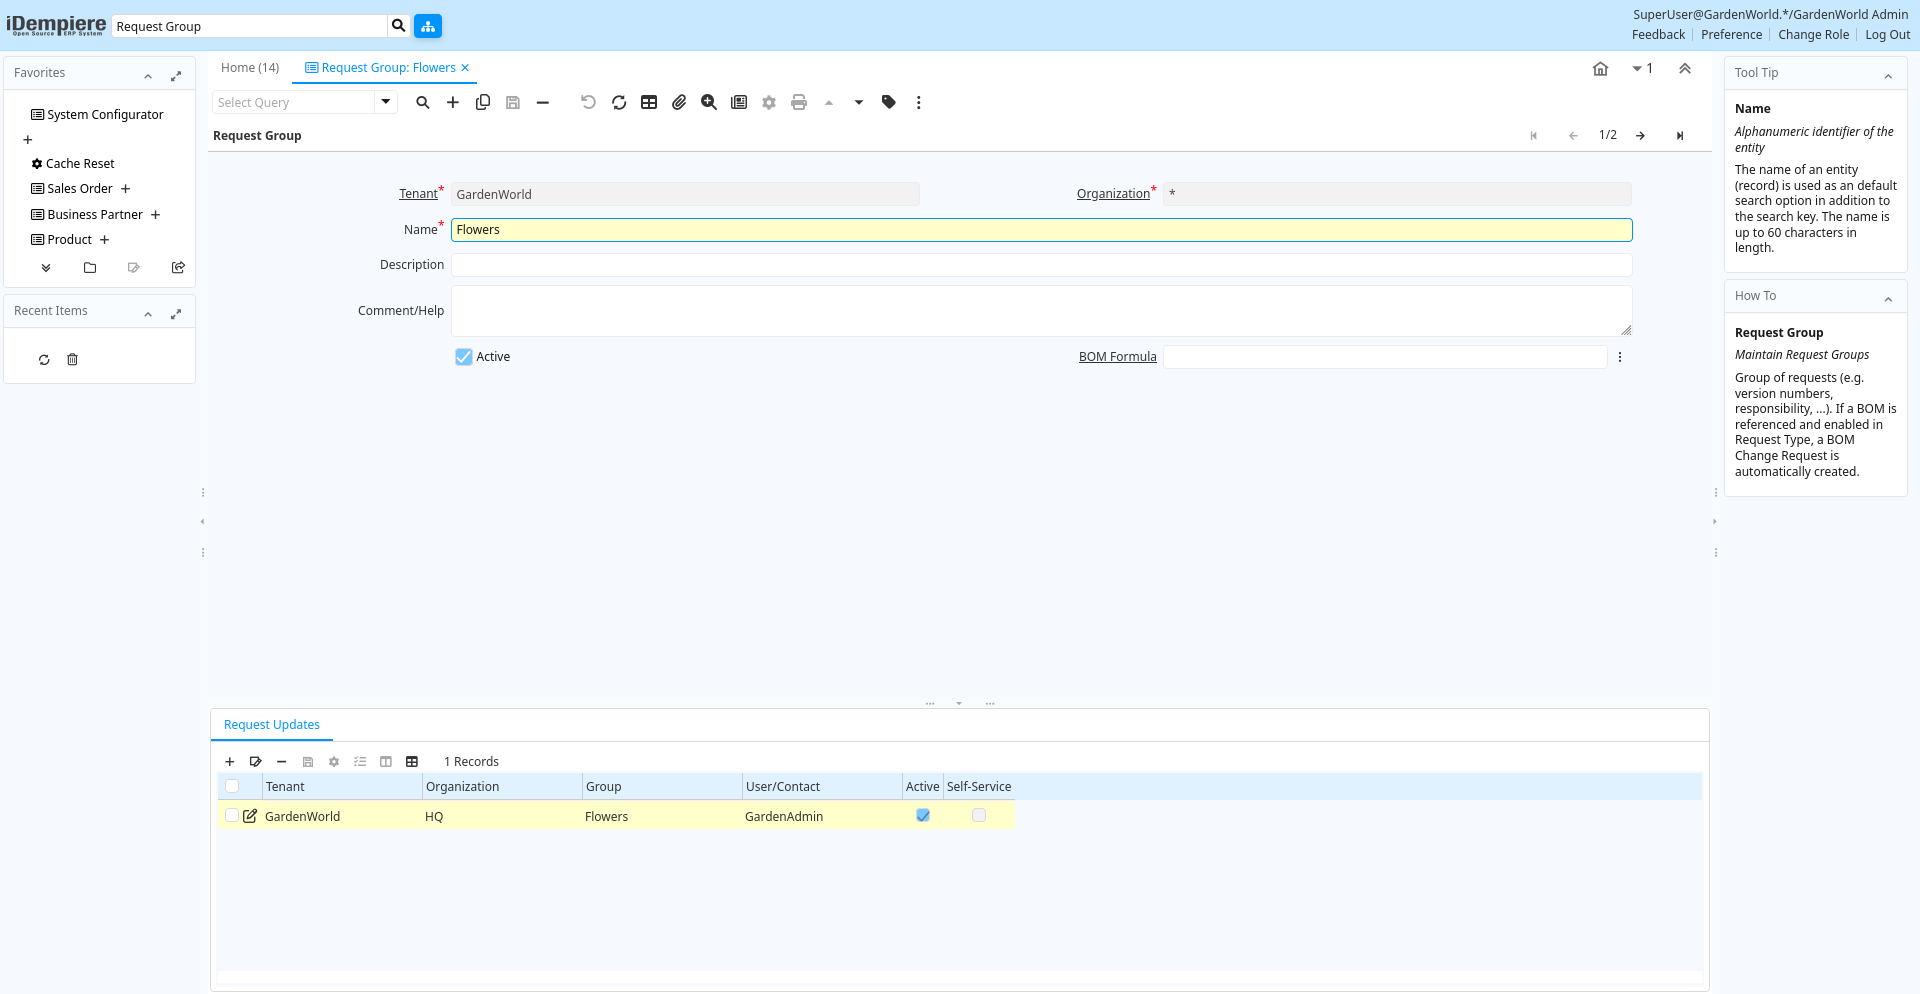 iDempiere
Open Source ERP System
Request Group
SuperUser@GardenWorld.*/GardenWorld Admin
Feedback
Preference
Change Role
Log Out
Favorites
System Configurator
Cache Reset
Sales Order
Business Partner
Product
Recent Items
Home (14)
Request Group: Flowers
1
Select Query
Request Group
1/2
Tenant*
GardenWorld
Organization*
*
Name*
Flowers
Description
Comment/Help
Active
BOM Formula
Request Updates
1 Records
Tenant
Organization
Group
User/Contact
Active
Self-Service
GardenWorld
HQ
Flowers
GardenAdmin
Tool Tip
Name
Alphanumeric identifier of the
entity
The name of an entity
(record) is used as an default
search option in addition to
the search key. The name is
up to 60 characters in
length.
How To
Request Group
Maintain Request Groups
Group of requests (e.g.
version numbers,
responsibility, ...). If a BOM is
referenced and enabled in
Request Type, a BOM
Change Request is
automatically created.